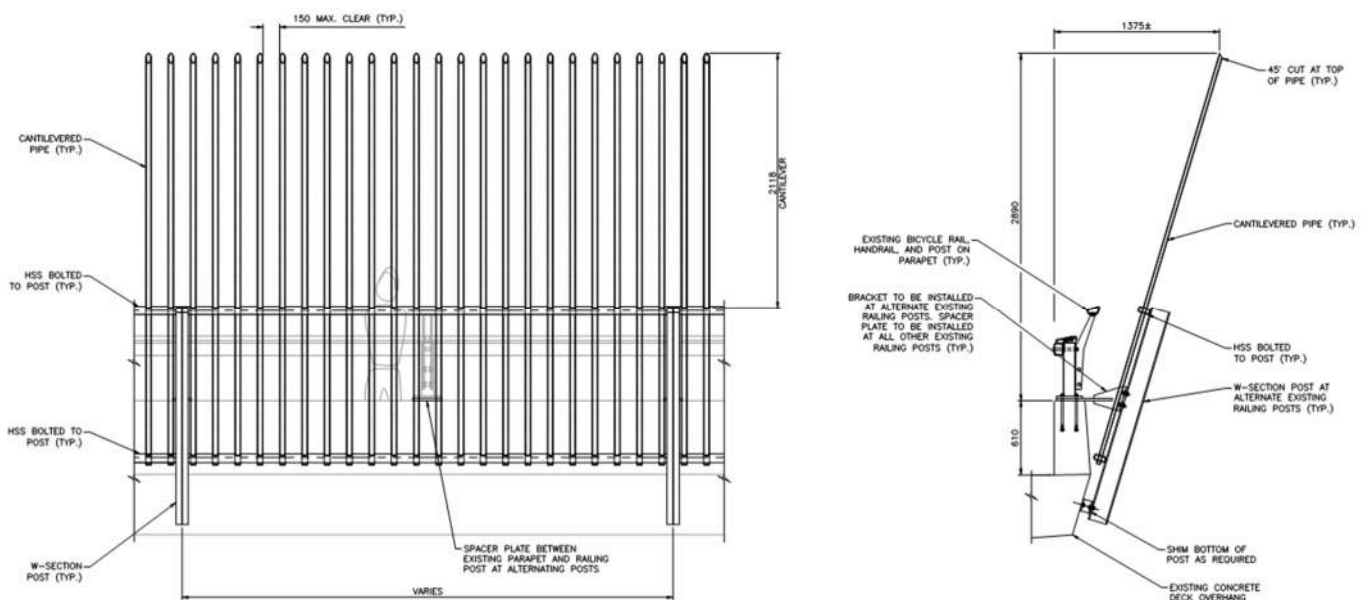 150 MAX. CLEAR (TYP.)
CANTILEVERED
PIPE (TYP.)
2118
CANTILEVER
HSS BOLTED
TO POST (TYP.)
HSS BOLTED TO
POST (TYP.)
W-SECTION
POST (TYP.)
SPACER PLATE BETWEEN
EXISTING PARAPET AND RAILING
POST AT ALTERNATING POSTS
VARIES
1375±
45° CUT AT TOP
OF PIPE (TYP.)
2890
CANTILEVERED PIPE (TYP.)
EXISTING BICYCLE RAIL,
HANDRAIL, AND POST ON
PARAPET (TYP.)
BRACKET TO BE INSTALLED
AT ALTERNATE EXISTING
RAILING POSTS. SPACER
PLATE TO BE INSTALLED
AT ALL OTHER EXISTING
RAILING POSTS (TYP.)
HSS BOLTED
TO POST (TYP.)
W-SECTION POST AT
ALTERNATE EXISTING
RAILING POSTS (TYP.)
610
SHIM BOTTOM OF
POST AS REQUIRED
EXISTING CONCRETE
DECK OVERHANG